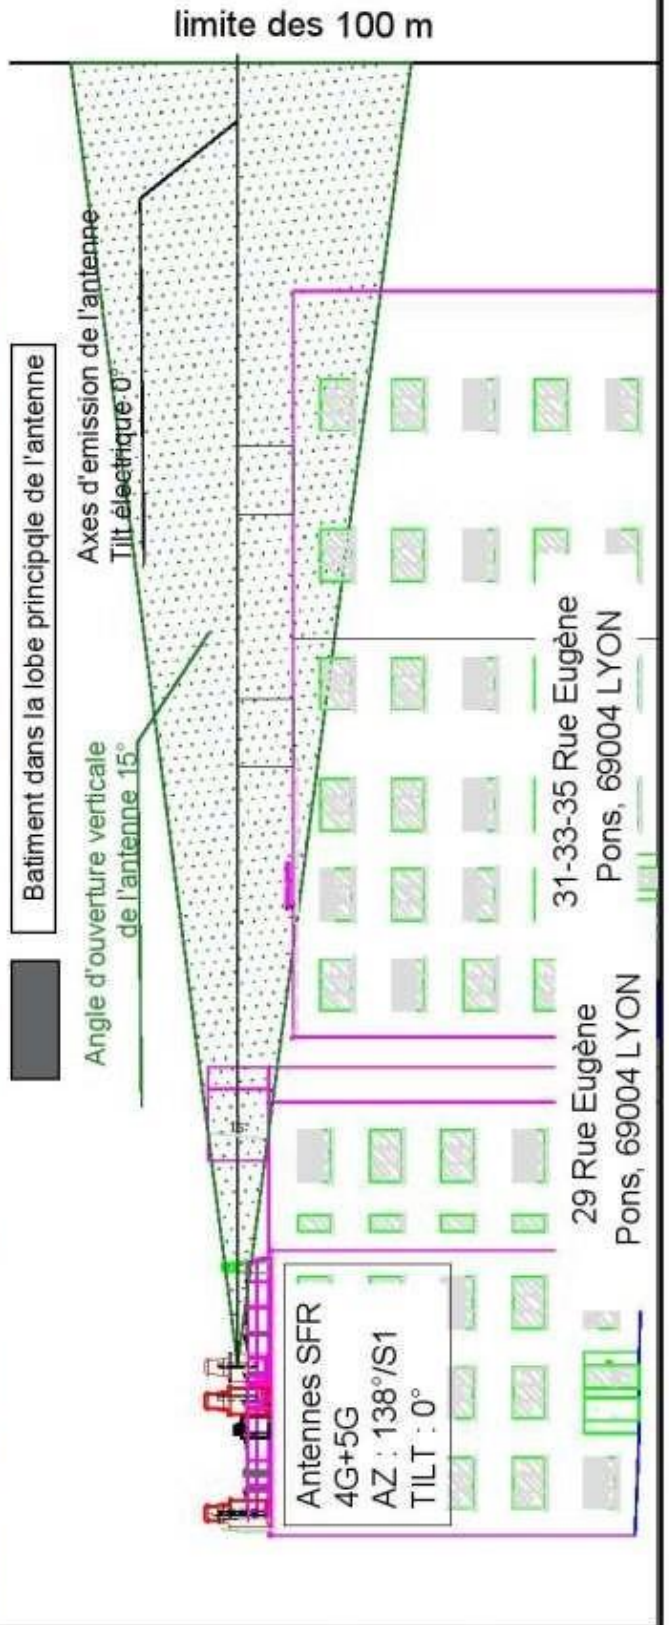 limite des 100 m
Batiment dans la lobe principqle de l'antenne
Axes d'emission de l'antenne
Tilt électrique 0°
Angle d'ouverture verticale
de l'antenne 15°
15°
Antennes SFR
4G+5G
AZ : 138°/S1
TILT : 0°
29 Rue Eugène
Pons, 69004 LYON
31-33-35 Rue Eugène
Pons, 69004 LYON